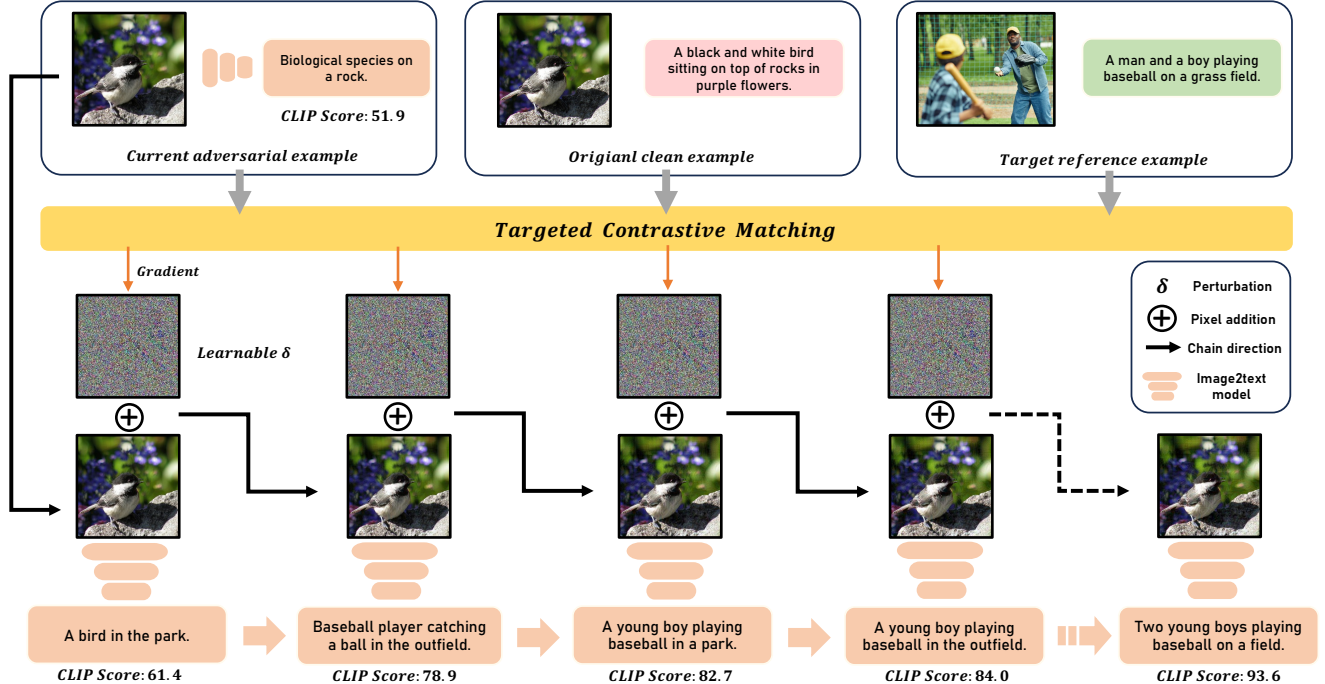 Biological species on
a rock.
CLIP Score: 51.9
Current adversarial example
A black and white bird
sitting on top of rocks in
purple flowers.
Origianl clean example
A man and a boy playing
baseball on a grass field.
Target reference example
Targeted Contrastive Matching
Gradient
Learnable δ
δ Perturbation
Pixel addition
Chain direction
Image2text
model
A bird in the park.
CLIP Score: 61.4
Baseball player catching
a ball in the outfield.
CLIP Score: 78.9
A young boy playing
baseball in a park.
CLIP Score: 82.7
A young boy playing
baseball in the outfield.
CLIP Score: 84.0
Two young boys playing
baseball on a field.
CLIP Score: 93.6